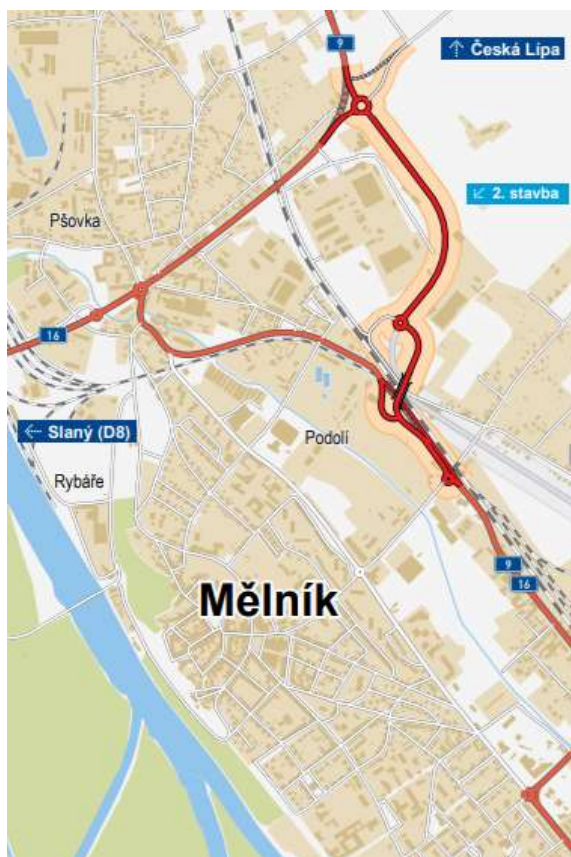 9
↑ Česká Lípa
↙ 2. stavba
Pšovka
16
← Slaný (D8)
Podolí
Rybáře
9
16
Mělník